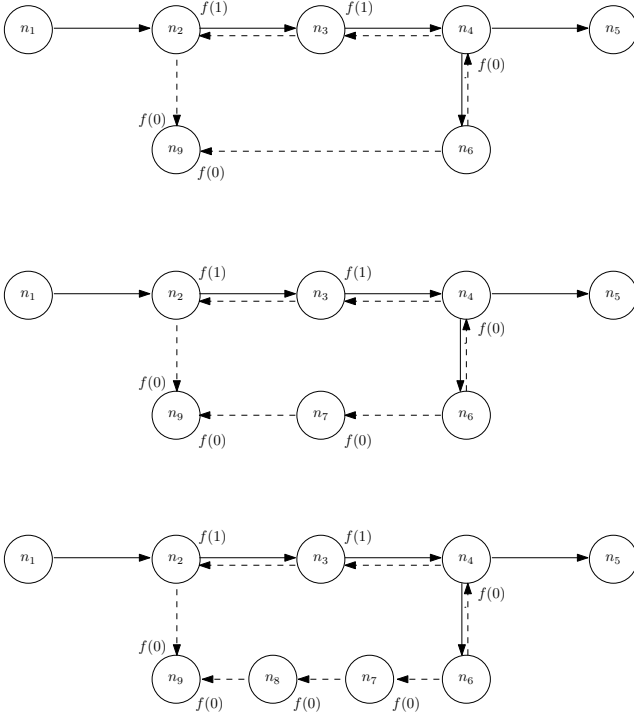 f(1) f(1)
n₁ n₂ n₃ n₄ n₅
f(0)
f(0)
n₉ n₆
f(0)
f(1) f(1)
n₁ n₂ n₃ n₄ n₅
f(0)
f(0)
n₉ n₇ n₆
f(0) f(0)
f(1) f(1)
n₁ n₂ n₃ n₄ n₅
f(0)
f(0)
n₉ n₈ n₇ n₆
f(0) f(0) f(0)